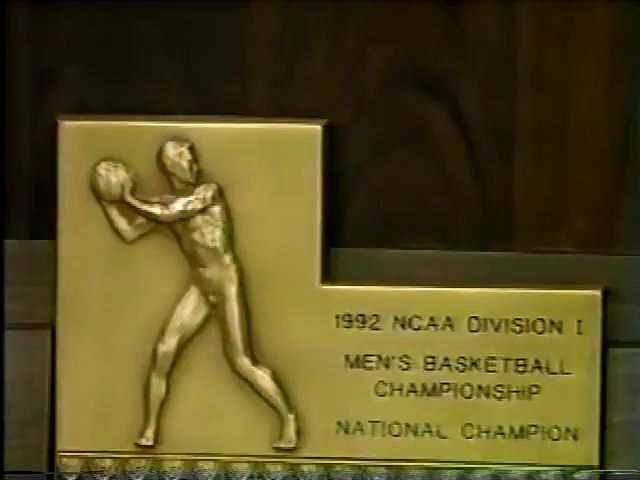 1992 NCAA DIVISION I
MEN'S BASKETBALL
CHAMPIONSHIP
NATIONAL CHAMPION